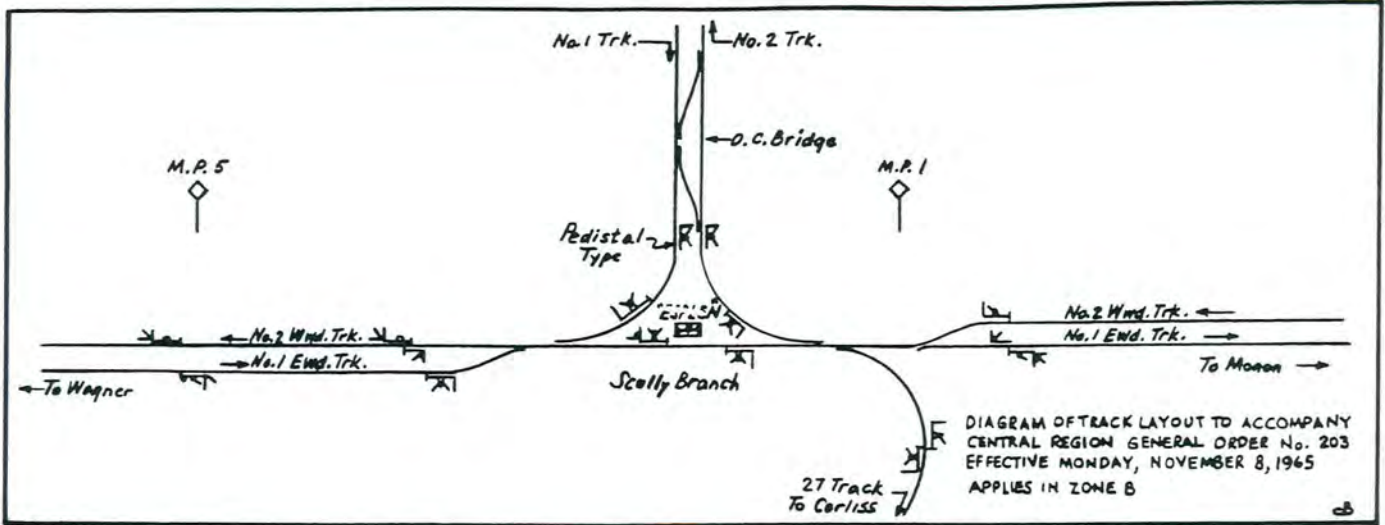 No. 1 Trk.
No. 2 Trk.
O.C. Bridge
M.P. 5
M.P. 1
Pedistal
Type
No. 2 Wwd. Trk.
No. 1 Ewd. Trk.
To Wagner
Scully Branch
No. 2 Wwd. Trk.
No. 1 Ewd. Trk.
To Monon
27 Track
To Corliss
DIAGRAM OF TRACK LAYOUT TO ACCOMPANY
CENTRAL REGION GENERAL ORDER No. 203
EFFECTIVE MONDAY, NOVEMBER 8, 1965
APPLIES IN ZONE B